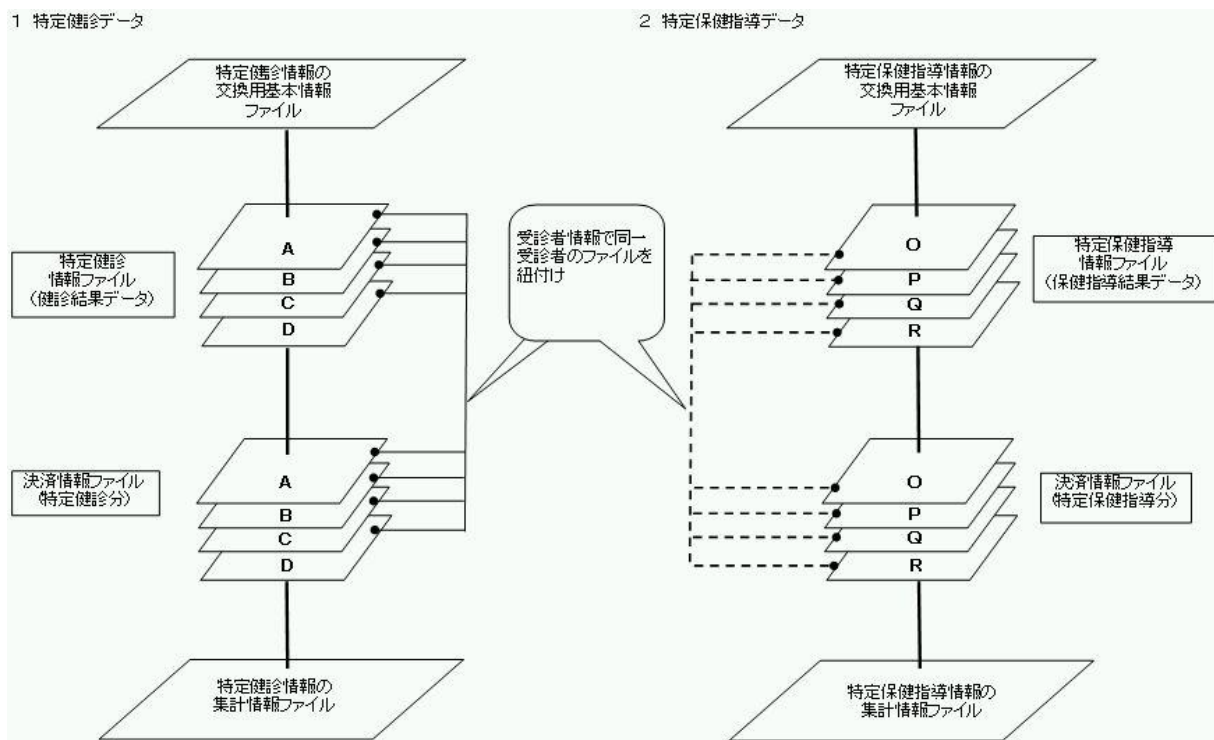 1 特定健診データ
特定健診情報の
交換用基本情報
ファイル
特定健診
情報ファイル
(健診結果データ)
A
B
C
D
決済情報ファイル
(特定健診分)
A
B
C
D
特定健診情報の
集計情報ファイル
受診者情報で同一
受診者のファイルを
紐付け
2 特定保健指導データ
特定保健指導情報の
交換用基本情報
ファイル
O
P
Q
R
特定保健指導
情報ファイル
(保健指導結果データ)
O
P
Q
R
決済情報ファイル
(特定保健指導分)
特定保健指導情報の
集計情報ファイル